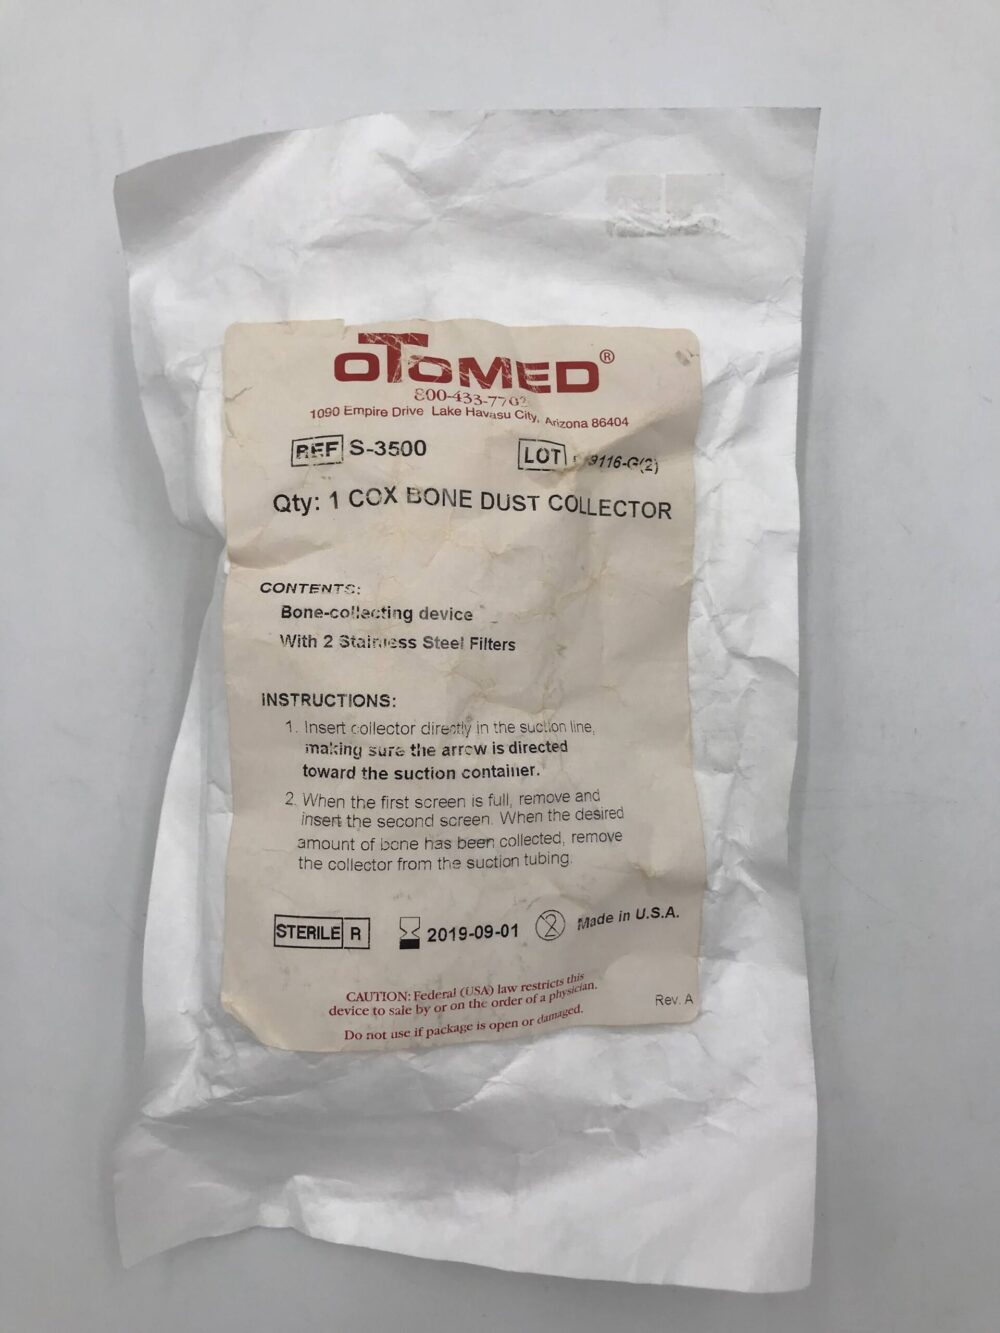 OTOMED®
800-433-7702
1090 Empire Drive Lake Havasu City, Arizona 86404
REF S-3500
LOT 9116-G(2)
Qty: 1 COX BONE DUST COLLECTOR
CONTENTS:
Bone-collecting device
With 2 Stainless Steel Filters
INSTRUCTIONS:
1. Insert collector directly in the suction line,
making sure the arrow is directed
toward the suction container.
2. When the first screen is full, remove and
insert the second screen. When the desired
amount of bone has been collected, remove
the collector from the suction tubing.
STERILE R 2019-09-01 2 Made in U.S.A.
CAUTION: Federal (USA) law restricts this
device to sale by or on the order of a physician.
Rev. A
Do not use if package is open or damaged.